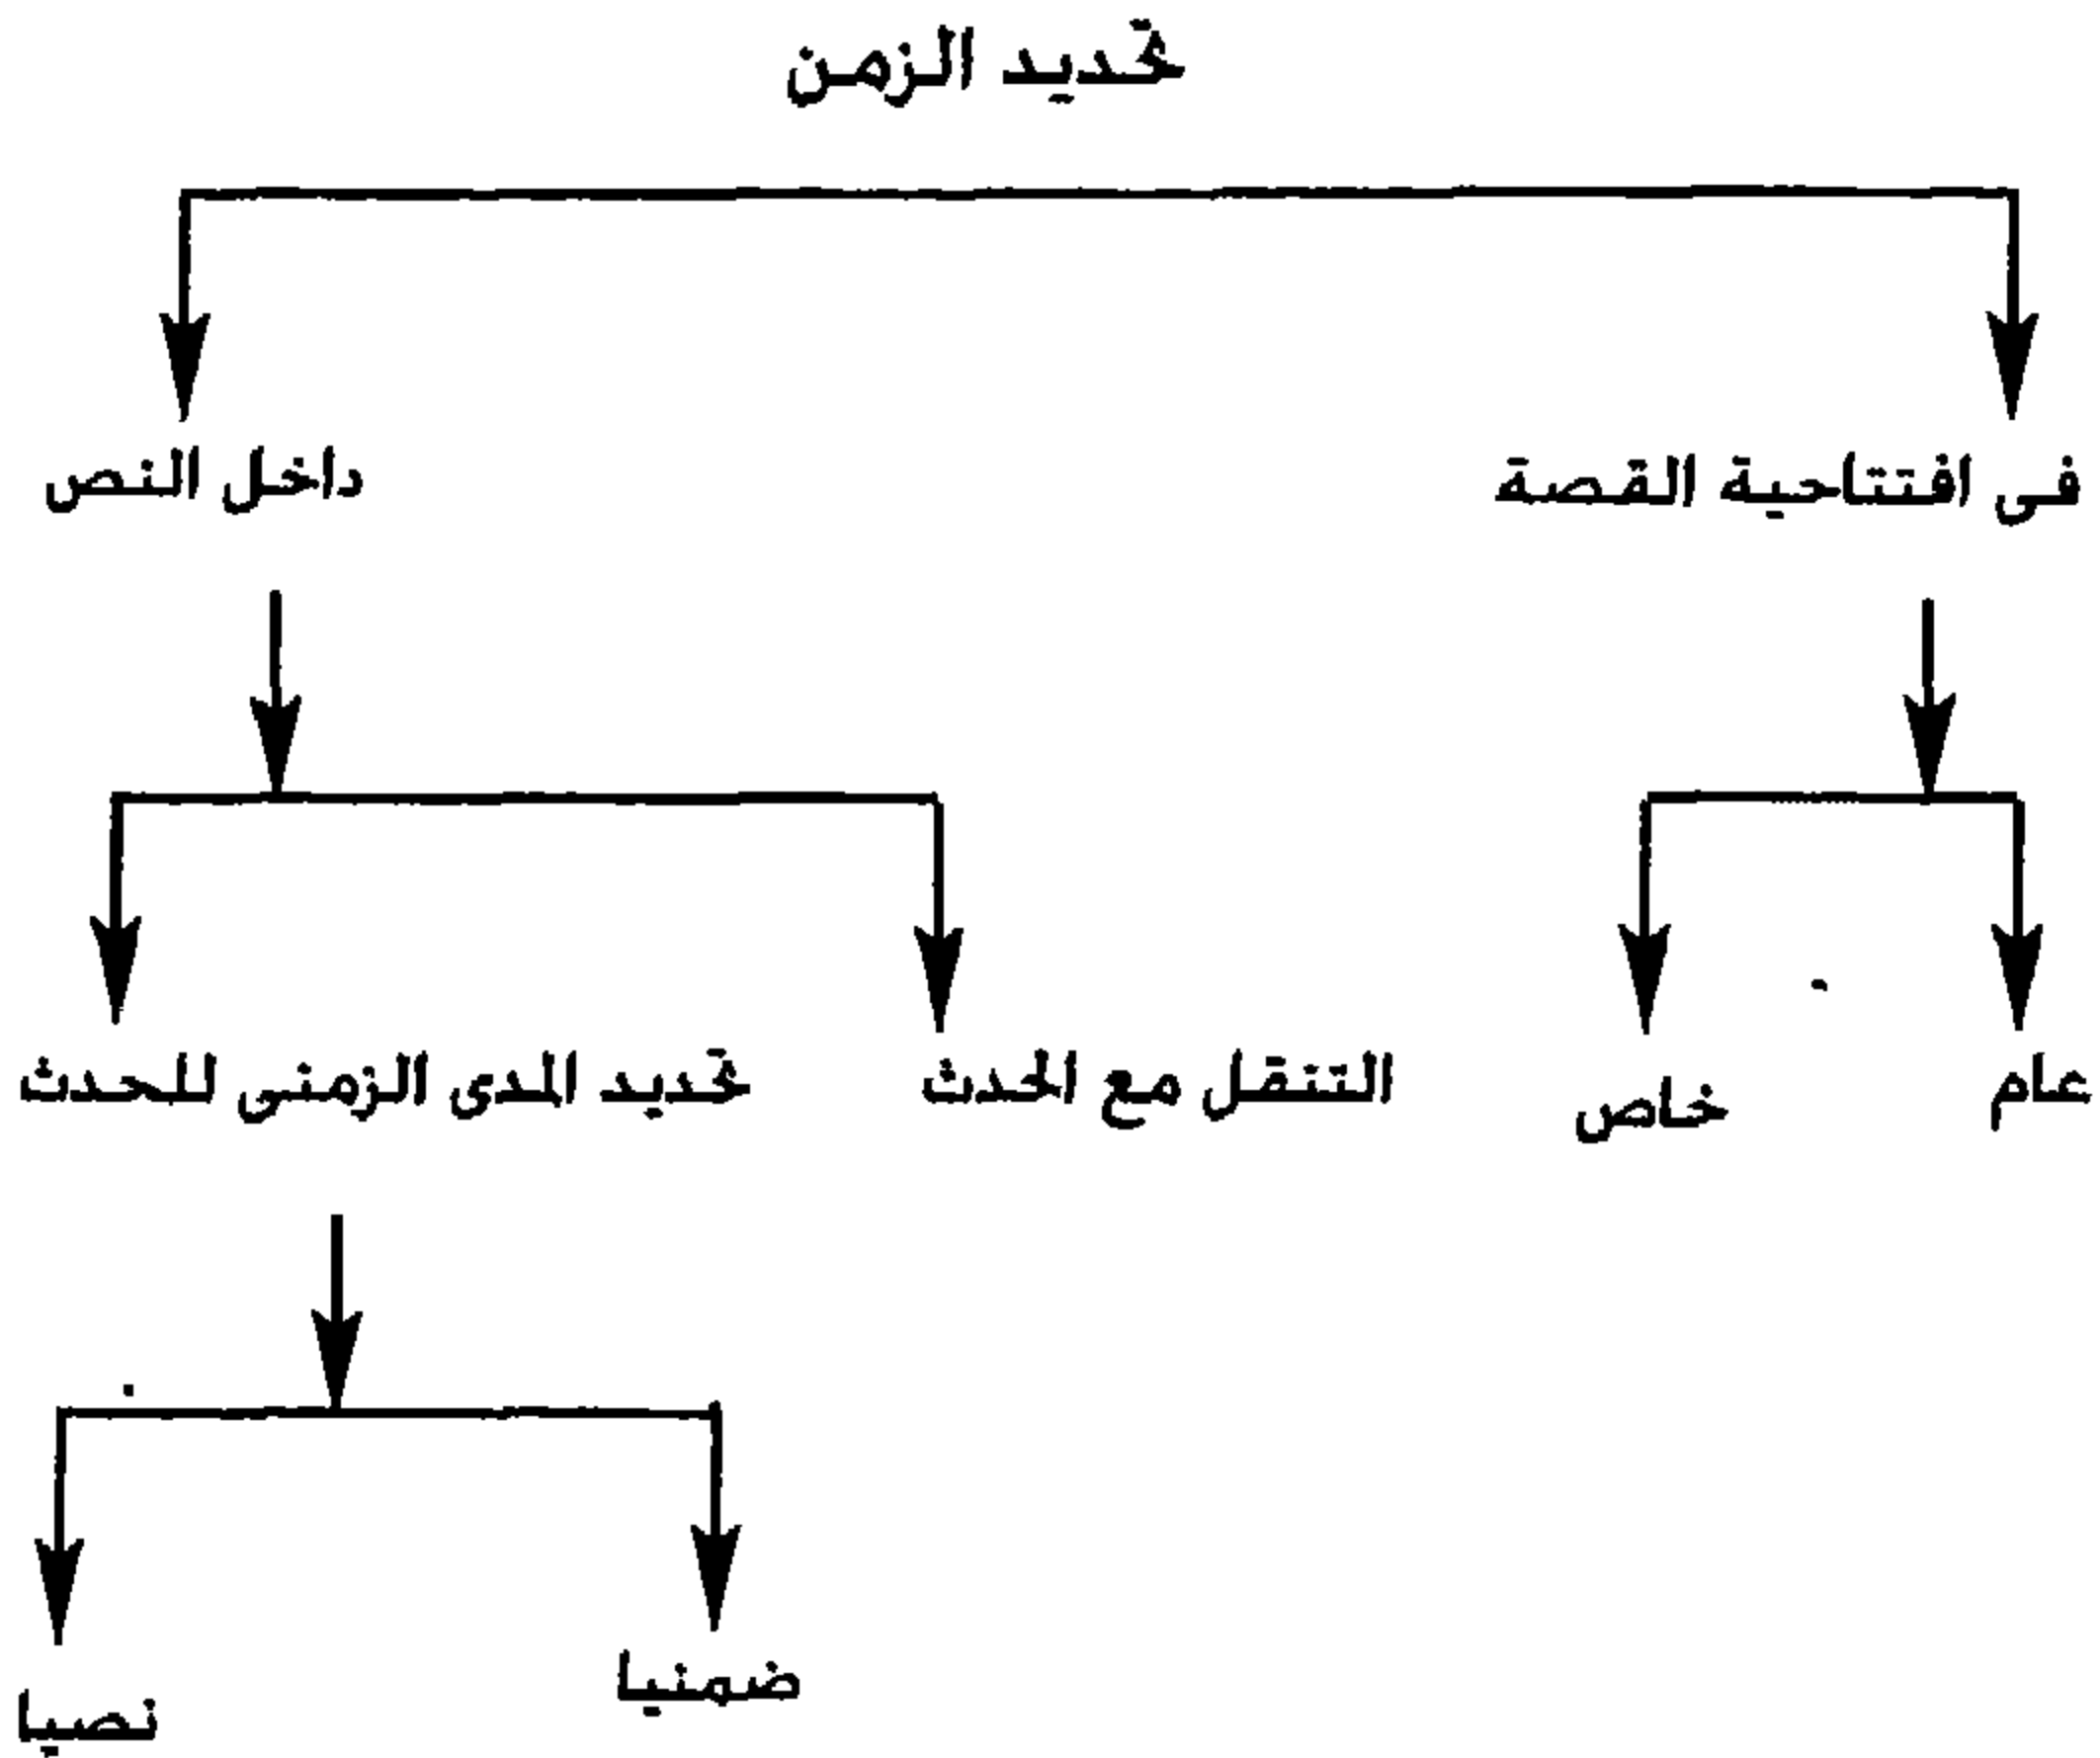 تحديد الزمن
فى افتتاحية القصة
داخل النص
عام
خاص
التنقل مع الحدث
تحديد المدى الزمنى للحدث
ضمنيا
نصيا